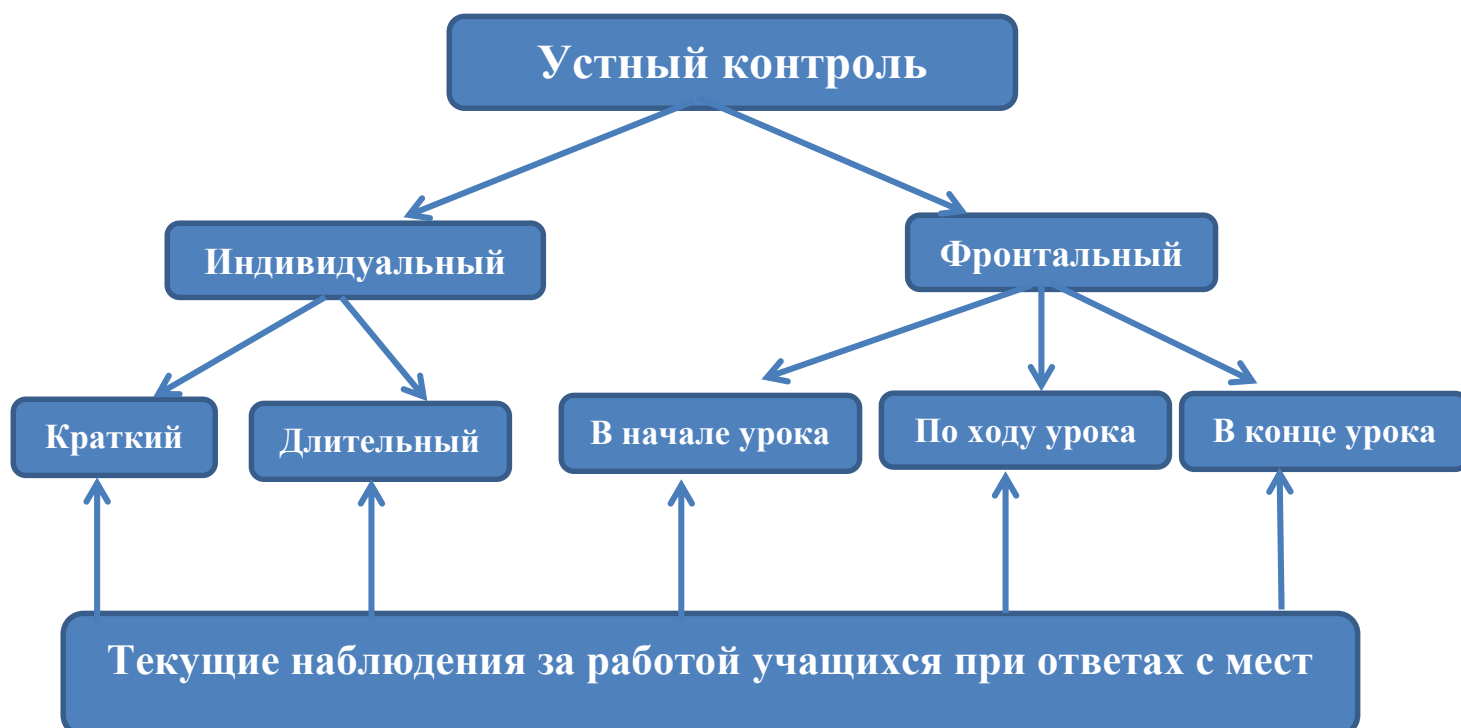 Устный контроль
Индивидуальный
Фронтальный
Краткий
Длительный
В начале урока
По ходу урока
В конце урока
Текущие наблюдения за работой учащихся при ответах с мест